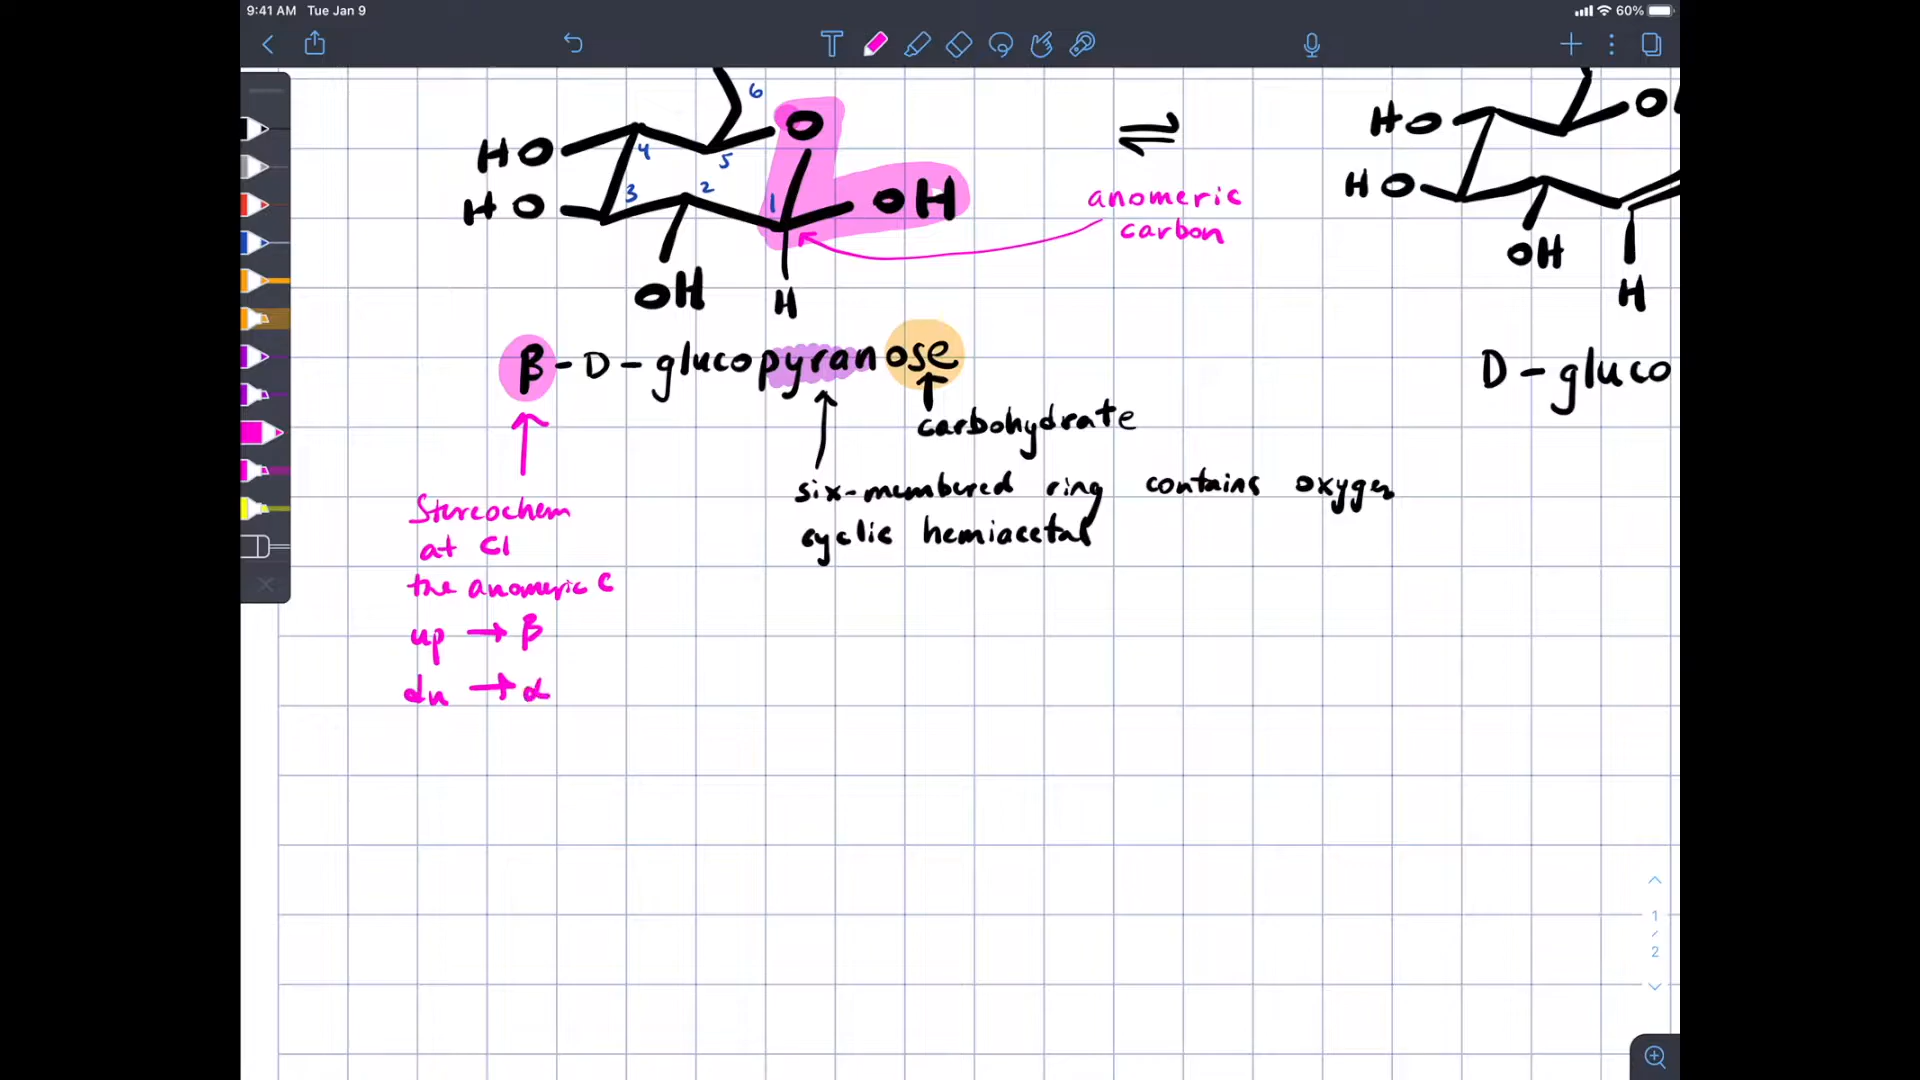 9:41 AM Tue Jan 9
60%
6
O
HO
4
5
O
HO
HO
3
2
1
OH
HO
anomeric
carbon
OH
H
OH
H
β-D-glucopyranose
D-gluco
carbohydrate
six-membered ring contains oxygen
cyclic hemiacetal
Stereochem
at C1
the anomeric C
up → β
dn → α
1
/
2